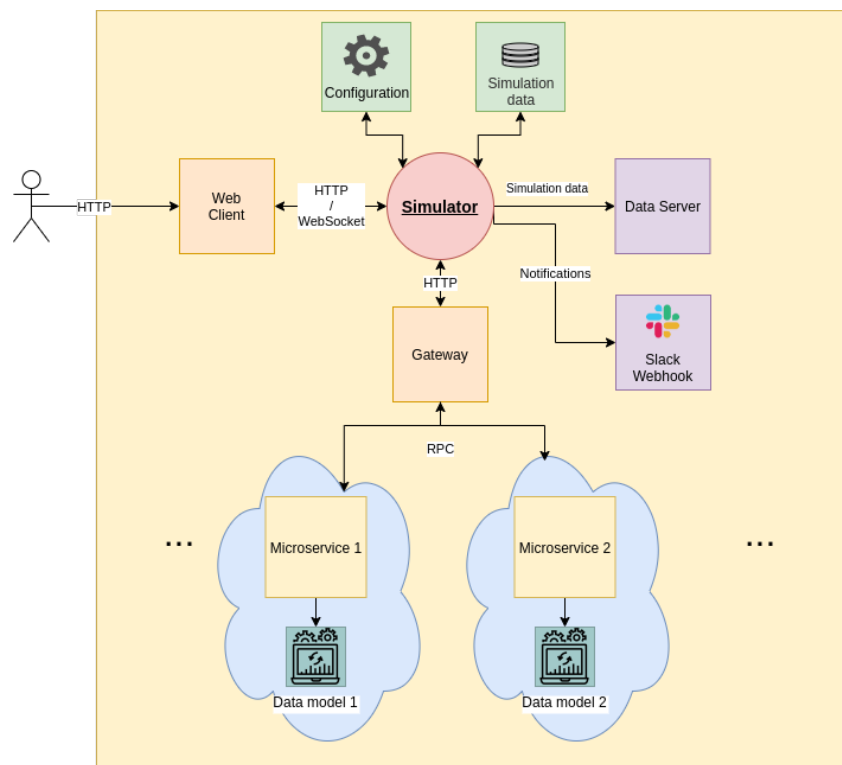 Configuration
Simulation
data
HTTP
Web
Client
HTTP
/
WebSocket
Simulator
Simulation data
Data Server
Notifications
HTTP
Gateway
Slack
Webhook
RPC
...
Microservice 1
Microservice 2
...
Data model 1
Data model 2